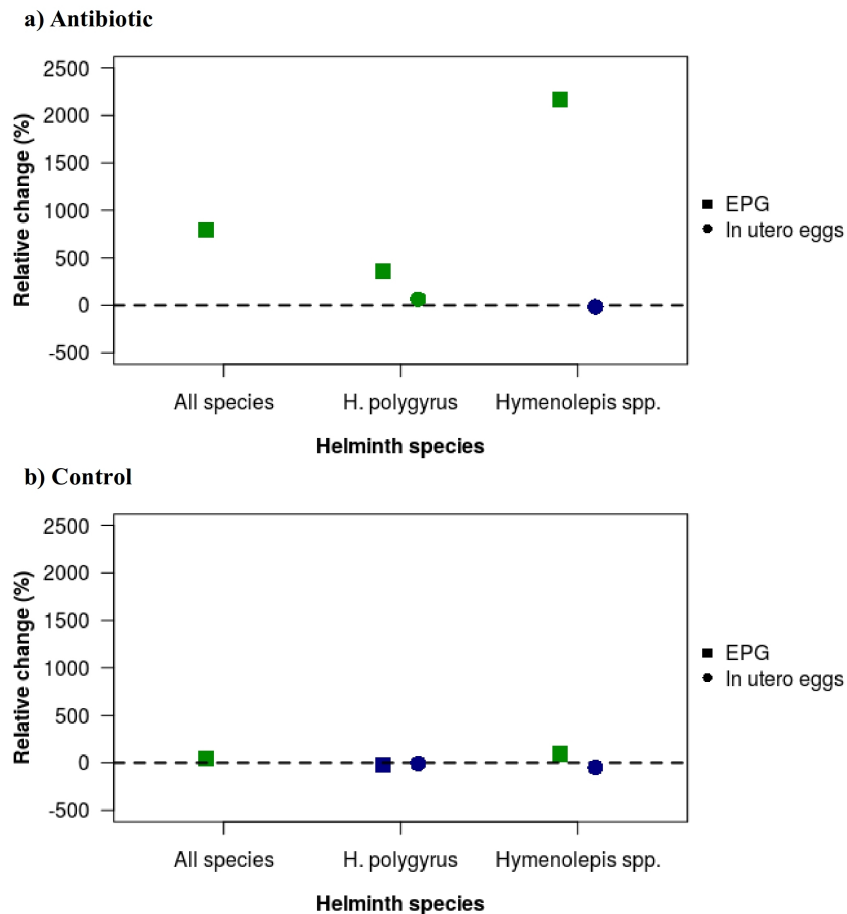 a) Antibiotic
Relative change (%)
2500
2000
1500
1000
500
0
-500
EPG
In utero eggs
All species
H. polygyrus
Hymenolepis spp.
Helminth species
b) Control
Relative change (%)
2500
2000
1500
1000
500
0
-500
EPG
In utero eggs
All species
H. polygyrus
Hymenolepis spp.
Helminth species